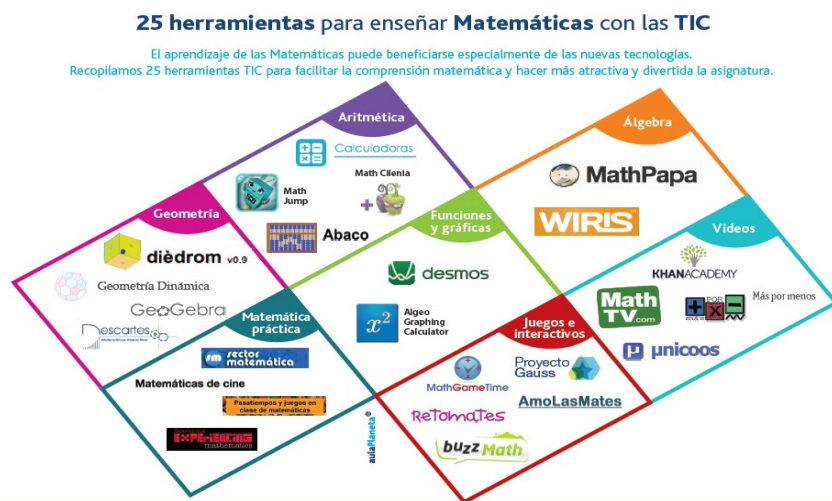 25 herramientas para enseñar Matemáticas con las TIC
El aprendizaje de las Matemáticas puede beneficiarse especialmente de las nuevas tecnologías.
Recopilamos 25 herramientas TIC para facilitar la comprensión matemática y hacer más atractiva y divertida la asignatura.
Aritmética
Calculadoras
Math Cilenia
Math
Jump
Abaco
Álgebra
MathPapa
WIRIS
Geometría
dièdrom v0.9
Geometría Dinámica
GeoGebra
Descartes
Funciones
y gráficas
desmos
Algeo
Graphing
Calculator
x²
Videos
KHANACADEMY
Math
TV.com
POR
Más por menos
unicoos
Matemática
práctica
sm sector
matemática
Matemáticas de cine
Pasatiempos y juegos en
clase de matemáticas
EXPERIENCING
mathematics
Juegos e
interactivos
MathGameTime
Proyecto
Gauss
AmoLasMates
Retomates
buzz Math
aulaPlaneta®